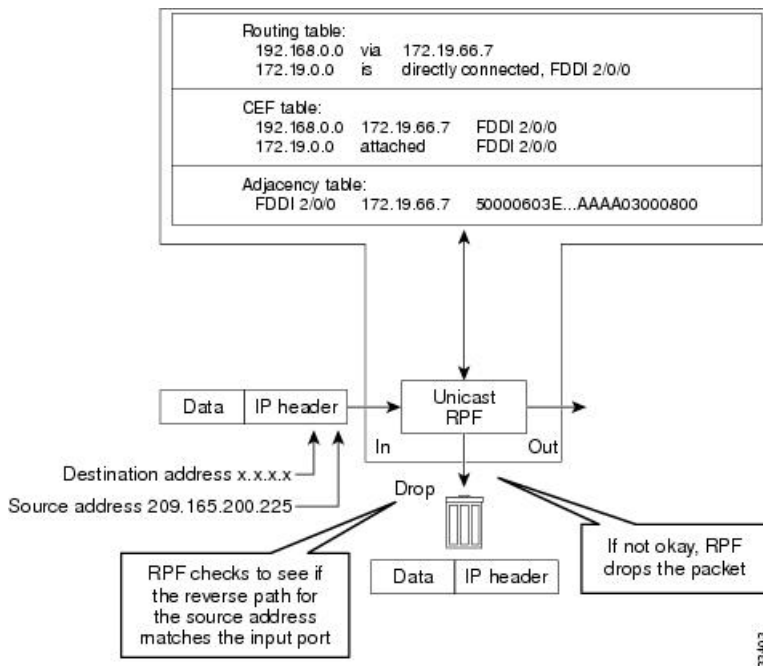 Routing table:
192.168.0.0 via 172.19.66.7
172.19.0.0 is directly connected, FDDI 2/0/0
CEF table:
192.168.0.0 172.19.66.7 FDDI 2/0/0
172.19.0.0 attached FDDI 2/0/0
Adjacency table:
FDDI 2/0/0 172.19.66.7 50000603E...AAAA03000800
Data IP header
Unicast
RPF
In Out
Destination address x.x.x.x
Source address 209.165.200.225
Drop
RPF checks to see if
the reverse path for
the source address
matches the input port
Data IP header
If not okay, RPF
drops the packet